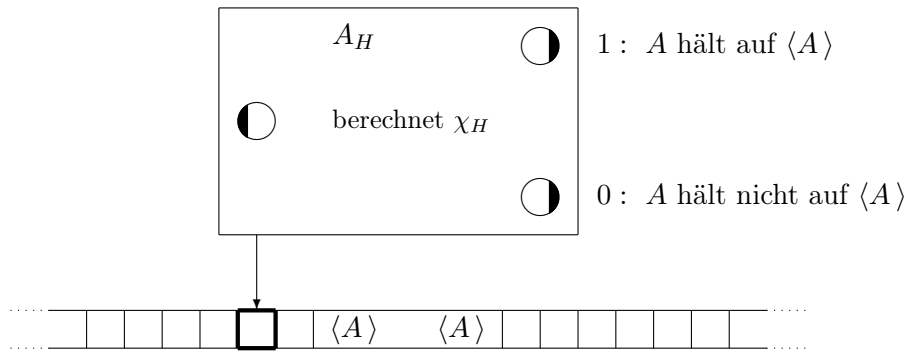 A_H
1 : A hält auf ⟨A⟩
berechnet χ_H
0 : A hält nicht auf ⟨A⟩
⟨A⟩ ⟨A⟩